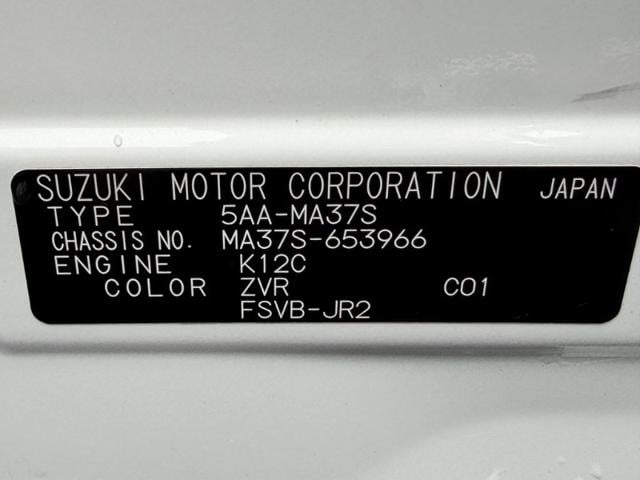 SUZUKI MOTOR CORPORATION JAPAN
TYPE 5AA-MA37S
CHASSIS NO. MA37S-653966
ENGINE K12C
COLOR ZVR C01
FSVB-JR2